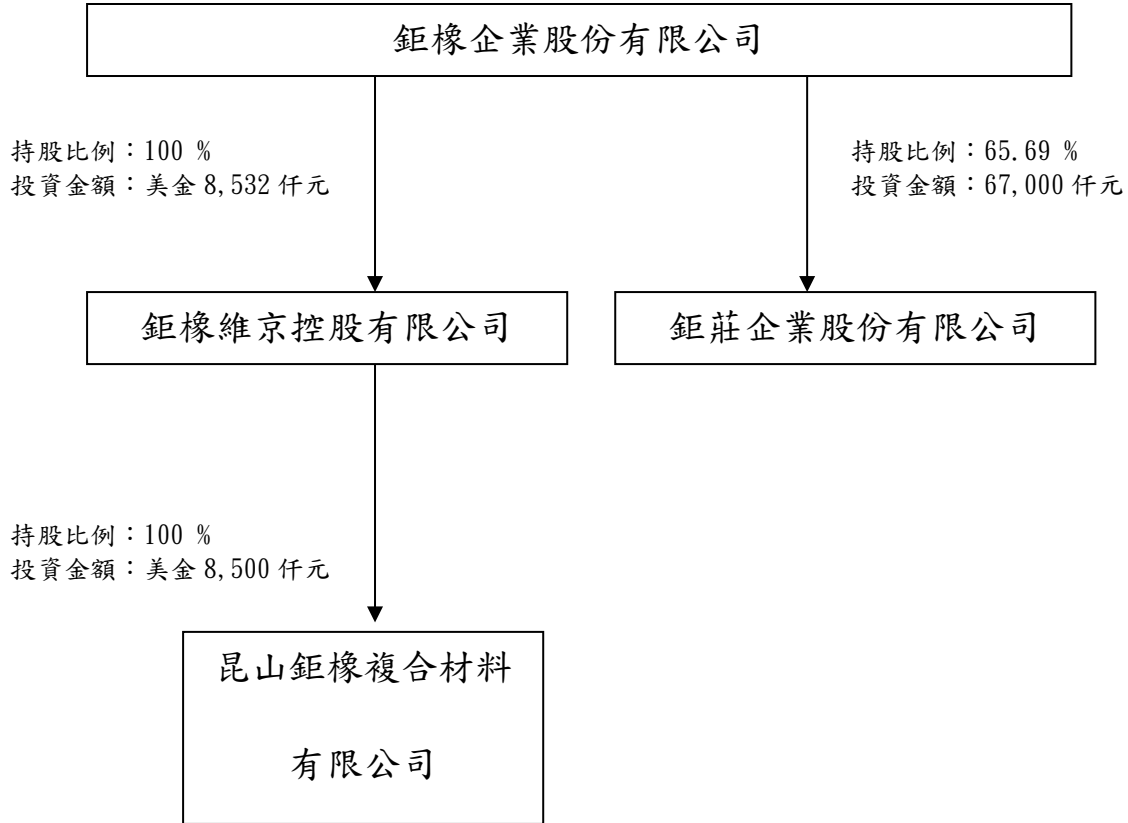 鉅橡企業股份有限公司
持股比例：100 %
投資金額：美金 8,532 仟元
持股比例：65.69 %
投資金額：67,000 仟元
鉅橡維京控股有限公司
鉅莊企業股份有限公司
持股比例：100 %
投資金額：美金 8,500 仟元
昆山鉅橡複合材料
有限公司